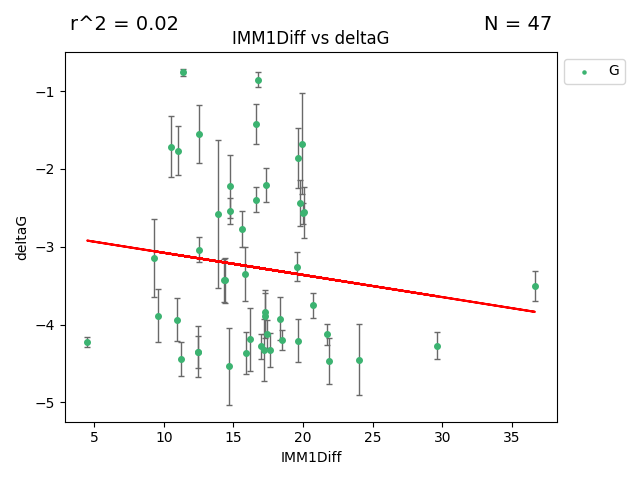 r^2 = 0.02
N = 47
IMM1Diff vs deltaG
G
−1
−2
−3
−4
−5
deltaG
5 10 15 20 25 30 35
IMM1Diff